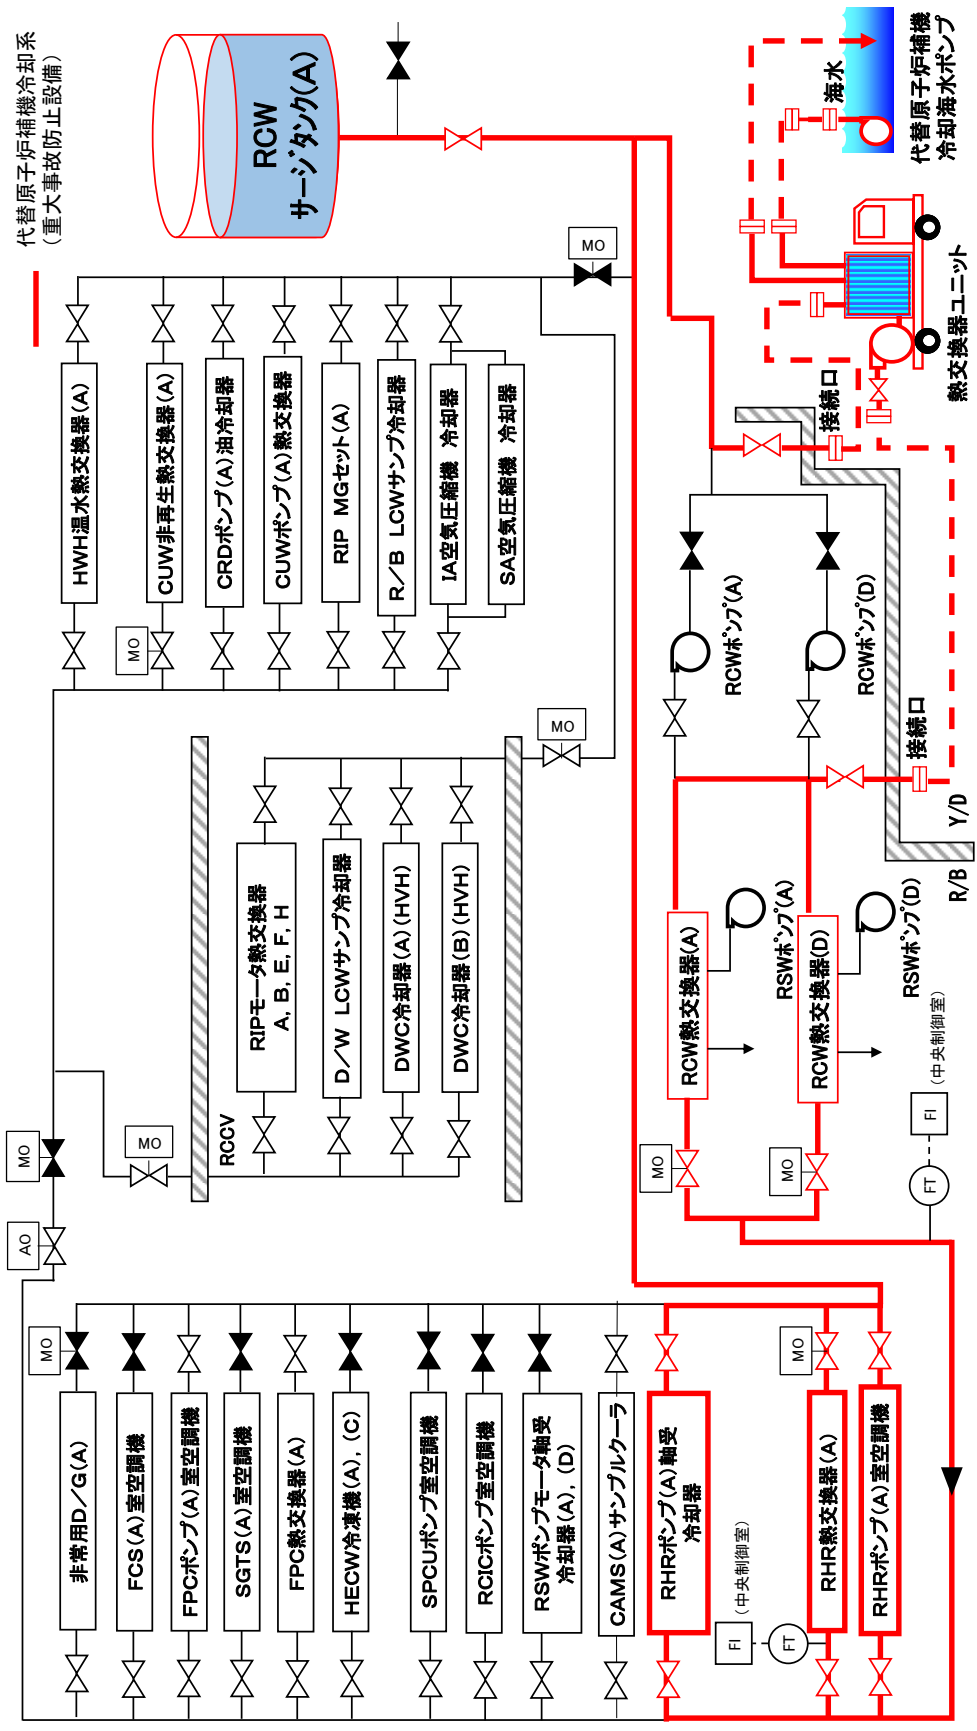 代替原子炉補機冷却系
(重大事故防止設備)
RCW
サージタンク(A)
海水
代替原子炉補機
冷却海水ポンプ
熱交換器ユニット
接続口
接続口
MO
HWH温水熱交換器(A)
CUW非再生熱交換器(A)
CRDポンプ(A)油冷却器
CUWポンプ(A)熱交換器
RIP MGセット(A)
R/B LCWサンプ冷却器
IA空気圧縮機 冷却器
SA空気圧縮機 冷却器
MO
MO
RCWポンプ(A)
RCWポンプ(D)
Y/D
R/B
RIPモータ熱交換器
A, B, E, F, H
D/W LCWサンプ冷却器
DWC冷却器(A)(HVH)
DWC冷却器(B)(HVH)
RCCV
MO
MO
AO
RCW熱交換器(A)
RSWポンプ(A)
RCW熱交換器(D)
RSWポンプ(D)
MO
MO
(中央制御室)
FI
FT
MO
MO
非常用D/G(A)
FCS(A)室空調機
FPCポンプ(A)室空調機
SGTS(A)室空調機
FPC熱交換器(A)
HECW冷凍機(A), (C)
SPCUポンプ室空調機
RCICポンプ室空調機
RSWポンプモータ軸受
冷却器(A), (D)
CAMS(A)サンプルクーラ
RHRポンプ(A)軸受
冷却器
RHR熱交換器(A)
RHRポンプ(A)室空調機
(中央制御室)
FI
FT